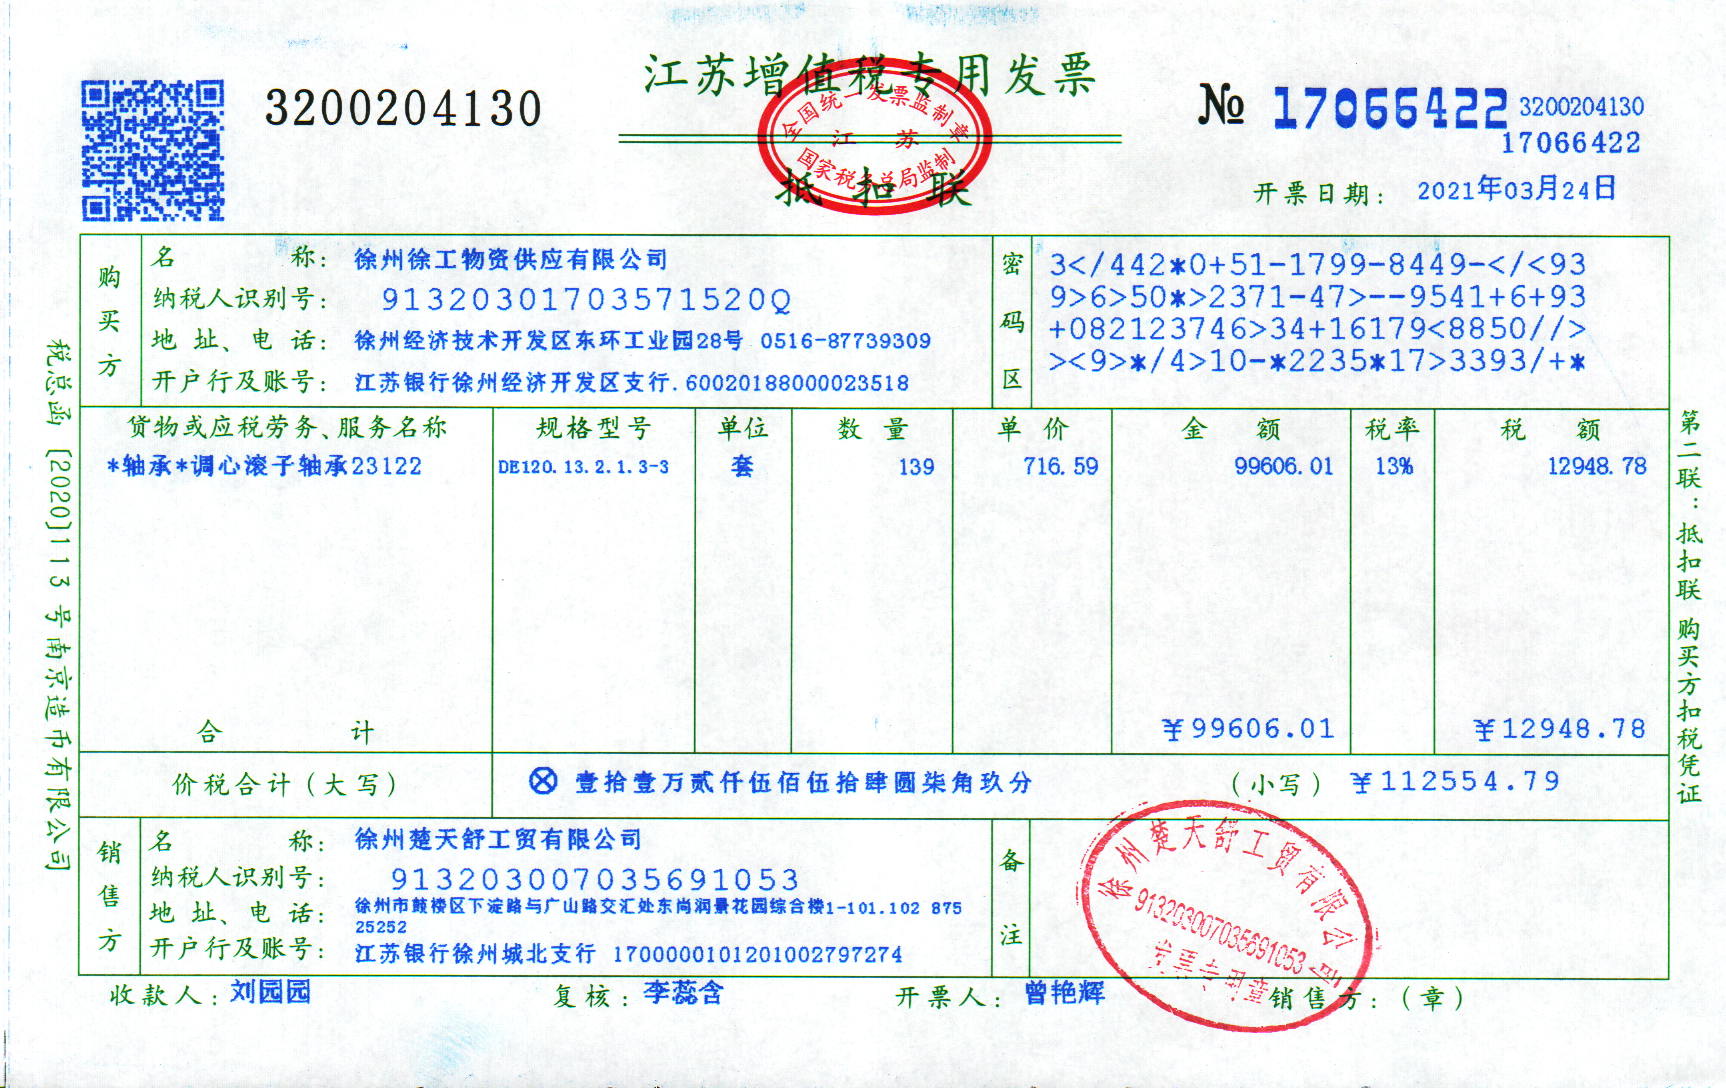 江苏增值税专用发票
3200204130
№ 17066422
3200204130
17066422
全国统一发票监制章
江 苏
国家税务总局监制
抵扣联
开票日期: 2021年03月24日
购买方
名 称: 徐州徐工物资供应有限公司
纳税人识别号: 91320301703571520Q
地 址、电 话: 徐州经济技术开发区东环工业园28号 0516-87739309
开户行及账号: 江苏银行徐州经济开发区支行.60020188000023518
密码区
3</442*0+51-1799-8449-</<93
9>6>50*>2371-47>--9541+6+93
+082123746>34+16179<8850//>
><9>*/4>10-*2235*17>3393/+*
货物或应税劳务、服务名称 规格型号 单位 数 量 单 价 金 额 税率 税 额
*轴承*调心滚子轴承23122 DE120.13.2.1.3-3 套 139 716.59 99606.01 13% 12948.78
合 计 ¥99606.01 ¥12948.78
价税合计(大写) ⊗ 壹拾壹万贰仟伍佰伍拾肆圆柒角玖分 (小写) ¥112554.79
销售方
名 称: 徐州楚天舒工贸有限公司
纳税人识别号: 913203007035691053
地 址、电 话: 徐州市鼓楼区下淀路与广山路交汇处东尚润景花园综合楼1-101.102 875
25252
开户行及账号: 江苏银行徐州城北支行 1700000101201002797274
备注
徐州楚天舒工贸有限公司
913203007035691053
发票专用章
收款人: 刘园园 复核: 李蕊含 开票人: 曾艳辉 销售方:(章)
税总函〔2020〕113号南京造币有限公司
第二联:抵扣联 购买方扣税凭证